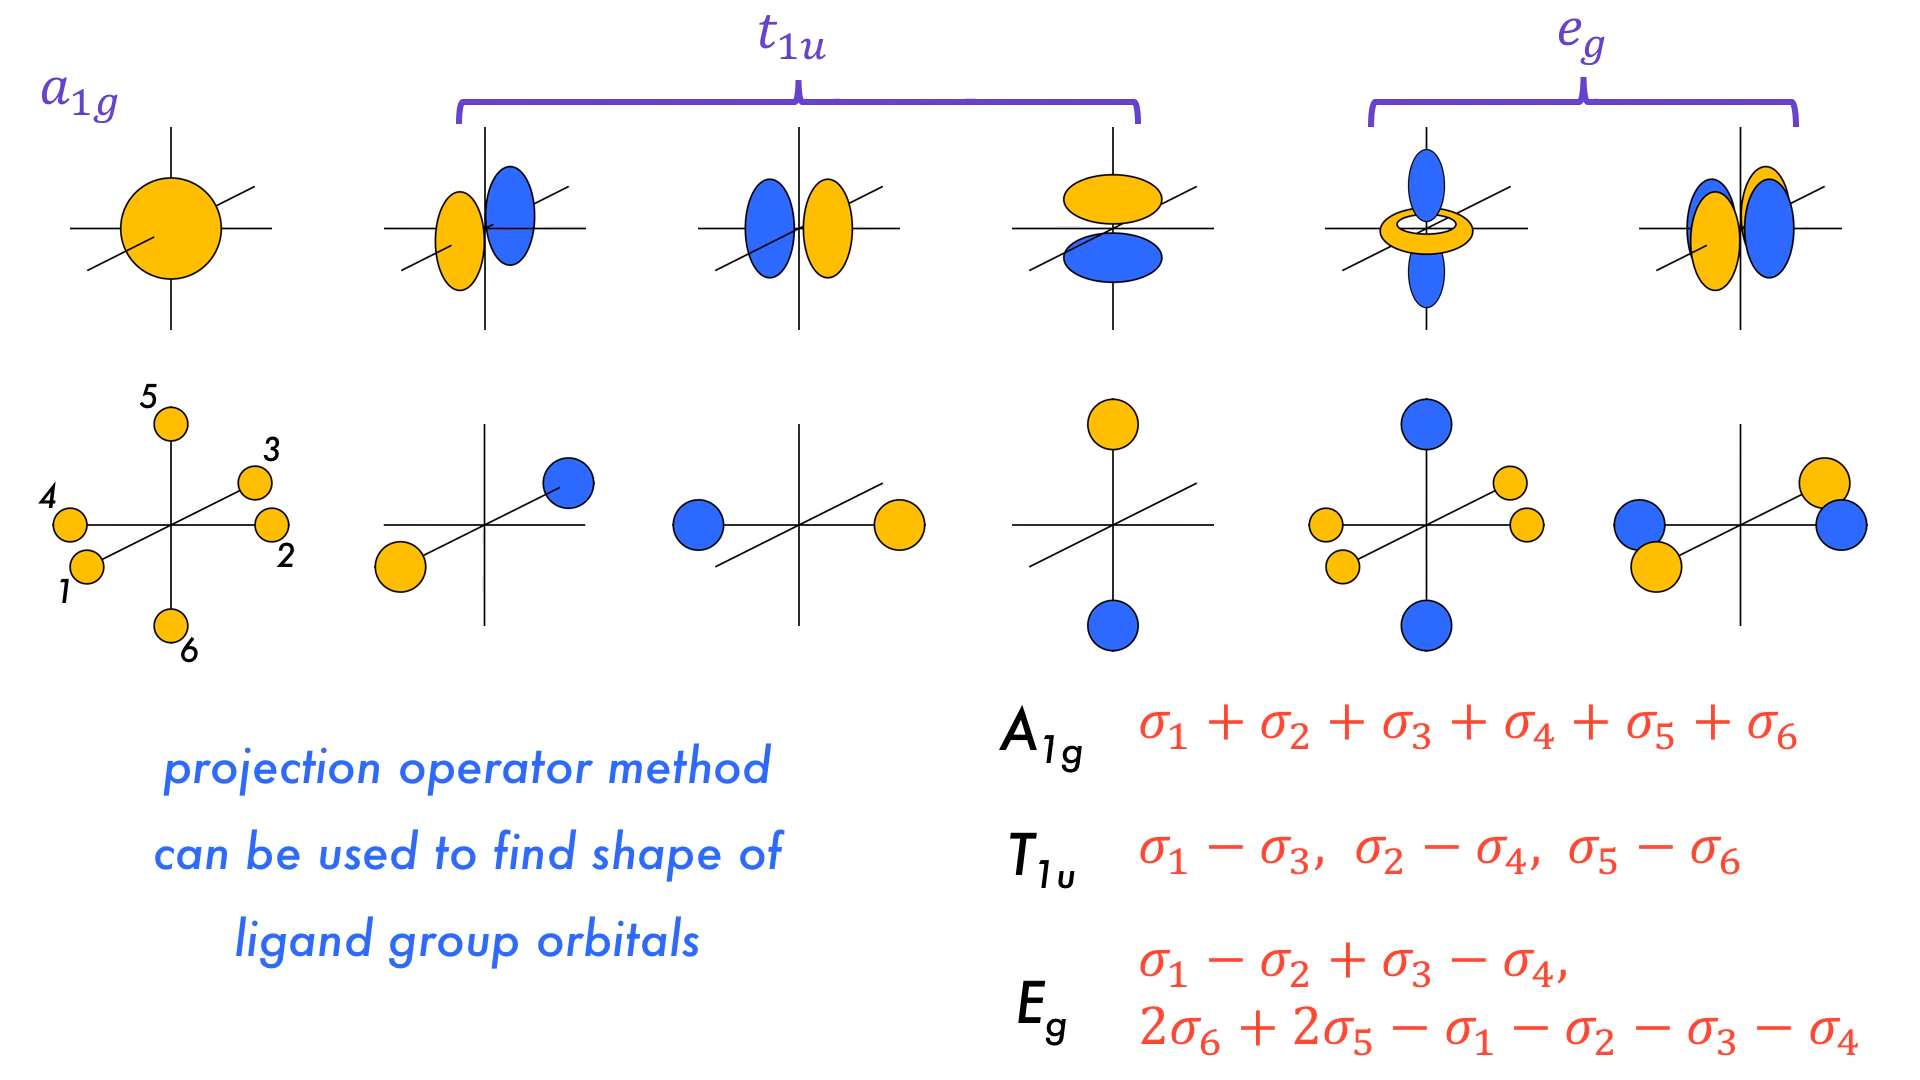 t₁ᵤ
e_g
a₁g
5
3
4
2
1
6
A₁g σ₁ + σ₂ + σ₃ + σ₄ + σ₅ + σ₆
projection operator method
can be used to find shape of
ligand group orbitals
T₁ᵤ σ₁ − σ₃, σ₂ − σ₄, σ₅ − σ₆
E_g σ₁ − σ₂ + σ₃ − σ₄,
2σ₆ + 2σ₅ − σ₁ − σ₂ − σ₃ − σ₄